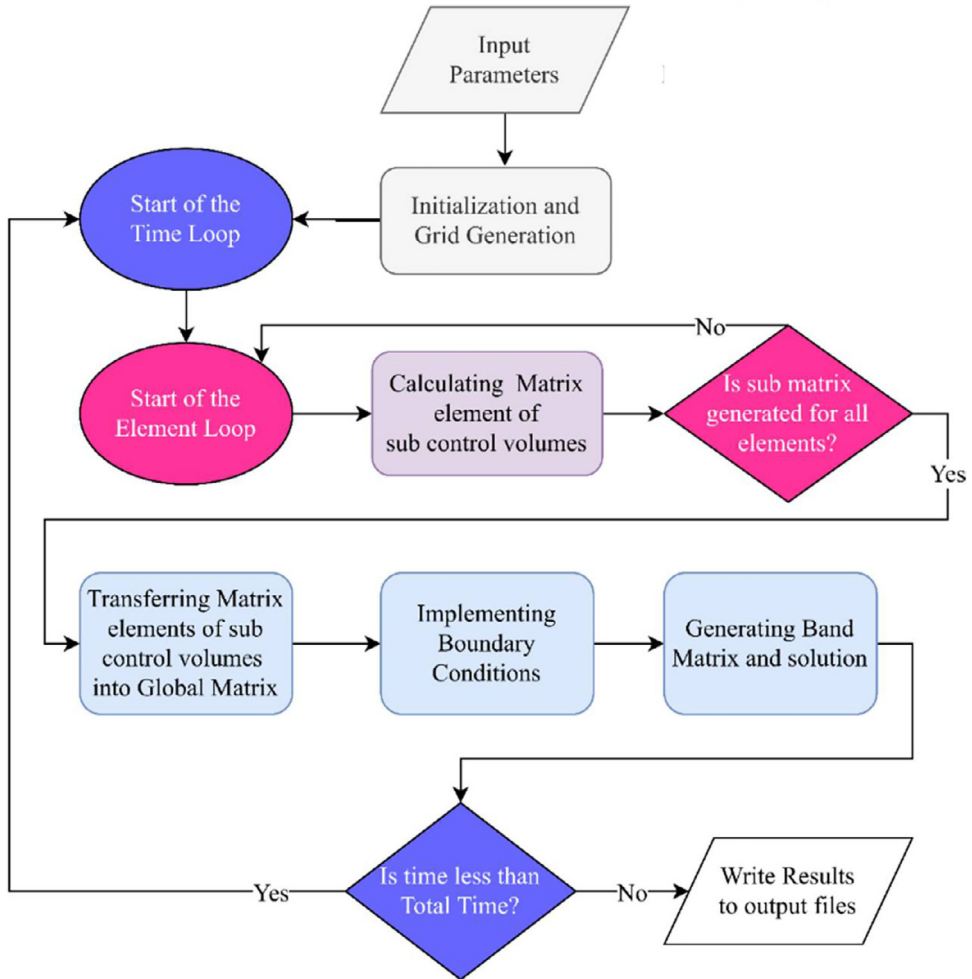 Input
Parameters
Initialization and
Grid Generation
Start of the
Time Loop
No
Start of the
Element Loop
Calculating Matrix
element of
sub control volumes
Is sub matrix
generated for all
elements?
Yes
Transferring Matrix
elements of sub
control volumes
into Global Matrix
Implementing
Boundary
Conditions
Generating Band
Matrix and solution
Is time less than
Total Time?
Yes
No
Write Results
to output files